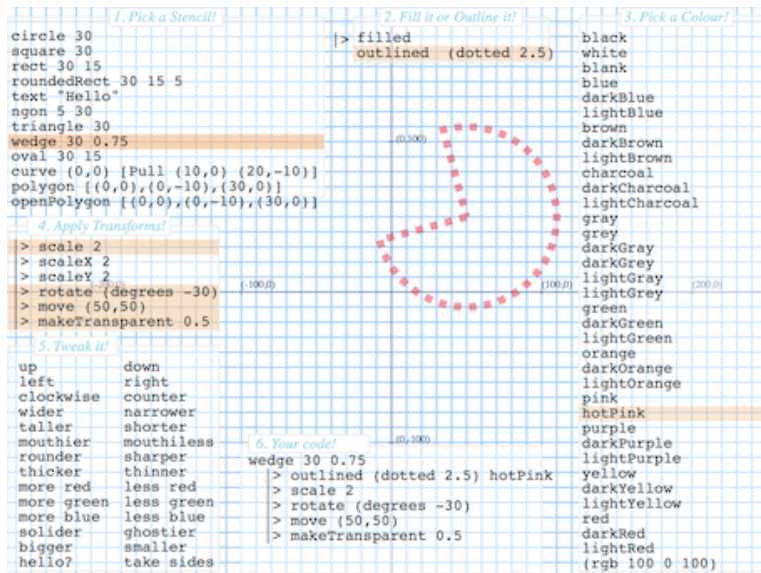 1. Pick a Stencil!
circle 30
square 30
rect 30 15
roundedRect 30 15 5
text "Hello"
ngon 5 30
triangle 30
wedge 30 0.75
oval 30 15
curve (0,0) [Pull (10,0) (20,-10)]
polygon [(0,0),(0,-10),(30,0)]
openPolygon [(0,0),(0,-10),(30,0)]
2. Fill it or Outline it!
|> filled
outlined (dotted 2.5)
3. Pick a Colour!
black
white
blank
blue
darkBlue
lightBlue
brown
darkBrown
lightBrown
charcoal
darkCharcoal
lightCharcoal
gray
grey
darkGray
darkGrey
lightGray
lightGrey
green
darkGreen
lightGreen
orange
darkOrange
lightOrange
pink
hotPink
purple
darkPurple
lightPurple
yellow
darkYellow
lightYellow
red
darkRed
lightRed
(rgb 100 0 100)
4. Apply Transforms!
|> scale 2
|> scaleX 2
|> scaleY 2
|> rotate (degrees -30)
|> move (50,50)
|> makeTransparent 0.5
(0,100)
(-100,0)
(100,0)
(200,0)
(0,-100)
5. Tweak it!
up down
left right
clockwise counter
wider narrower
taller shorter
mouthier mouthiless
rounder sharper
thicker thinner
more red less red
more green less green
more blue less blue
solider ghostier
bigger smaller
hello? take sides
6. Your code!
wedge 30 0.75
|> outlined (dotted 2.5) hotPink
|> scale 2
|> rotate (degrees -30)
|> move (50,50)
|> makeTransparent 0.5